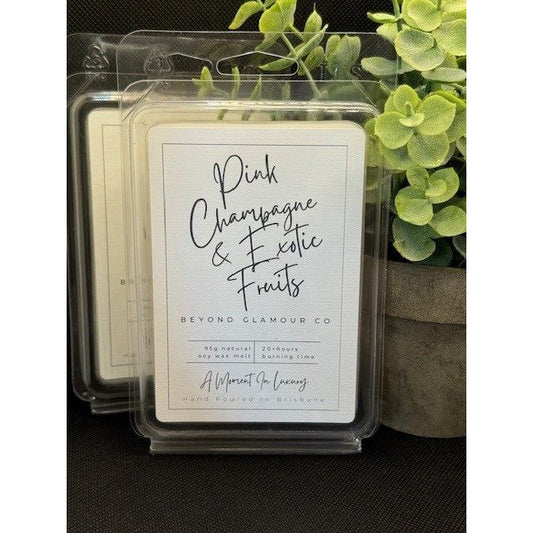 Pink
Champagne
& Exotic
Fruits
BEYOND GLAMOUR CO
95g natural
soy wax melt
20+hours
burning time
A Moment In Luxury
Hand Poured In Brisbane